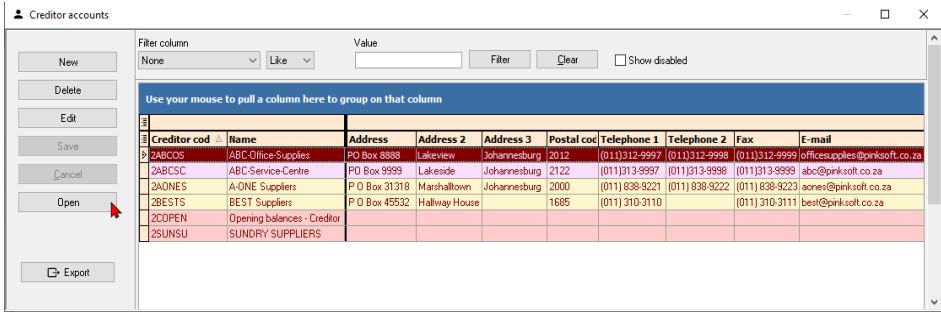 Creditor accounts
New
Delete
Edit
Save
Cancel
Open
Export
Filter column Value
None Like Filter Clear Show disabled
Use your mouse to pull a column here to group on that column
Creditor cod Name Address Address 2 Address 3 Postal cod Telephone 1 Telephone 2 Fax E-mail
2ABCOS ABC-Office-Supplies PO Box 8888 Lakeview Johannesburg 2012 (011)312-9997 (011)312-9998 (011)312-9999 officesupplies@pinksoft.co.za
2ABCSC ABC-Service-Centre PO Box 9999 Lakeside Johannesburg 2122 (011)313-9997 (011)313-9998 (011)313-9999 abc@pinksoft.co.za
2AONES A-ONE Suppliers P O Box 31318 Marshalltown Johannesburg 2000 (011) 838-9221 (011) 838-9222 (011) 838-9223 aones@pinksoft.co.za
2BESTS BEST Suppliers P O Box 45532 Halfway House 1685 (011) 310-3110 (011) 310-3111 best@pinksoft.co.za
2COPEN Opening balances - Creditor
2SUNSU SUNDRY SUPPLIERS